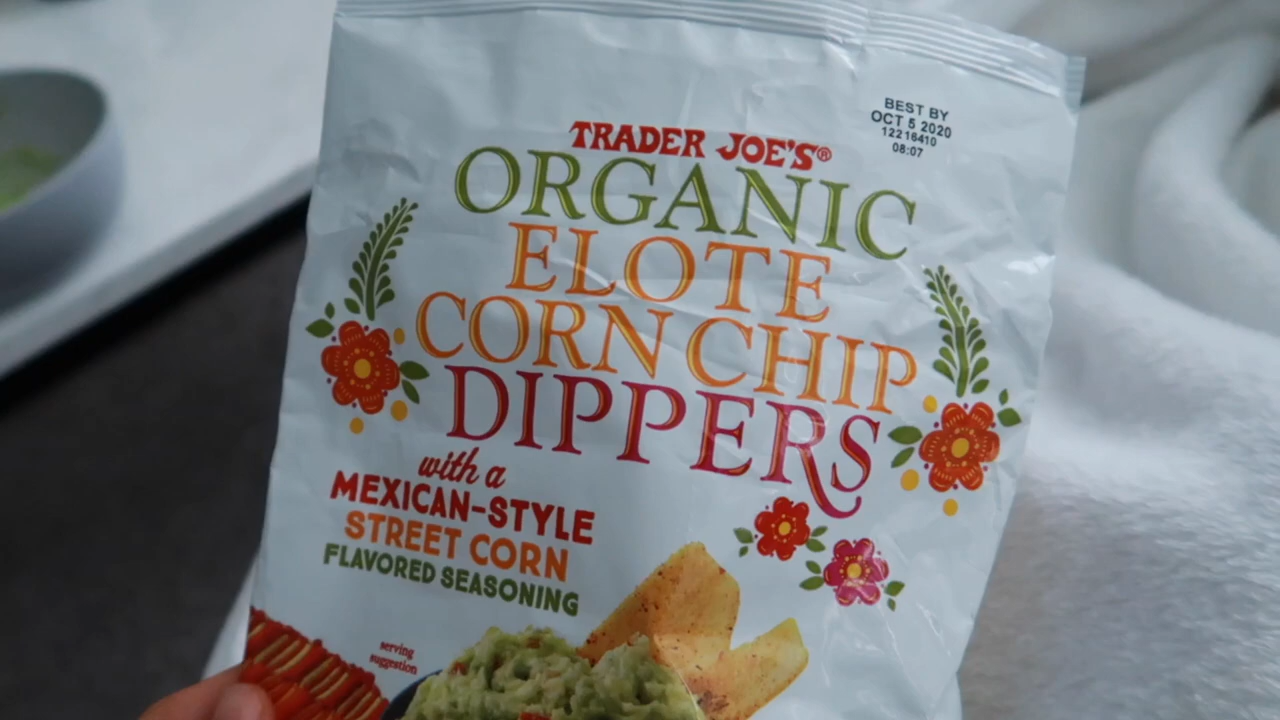 BEST BY
OCT 5 2020
12216410
08:07
TRADER JOE'S®
ORGANIC
ELOTE
CORN CHIP
DIPPERS
with a
MEXICAN-STYLE
STREET CORN
FLAVORED SEASONING
serving
suggestion